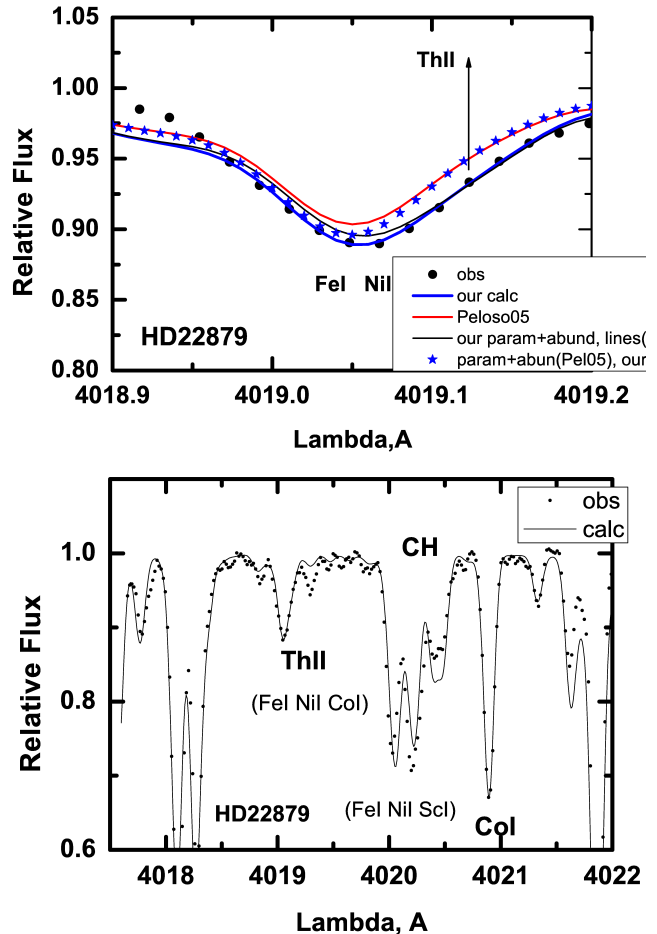 1.05
1.00
0.95
0.90
0.85
0.80
Relative Flux
ThII
FeI NiI
obs
our calc
Peloso05
our param+abund, lines(
param+abun(Pel05), our
HD22879
4018.9 4019.0 4019.1 4019.2
Lambda,A
obs
calc
1.0
0.8
0.6
Relative Flux
CH
ThII
(FeI NiI CoI)
(FeI NiI ScI)
HD22879
CoI
4018 4019 4020 4021 4022
Lambda, A